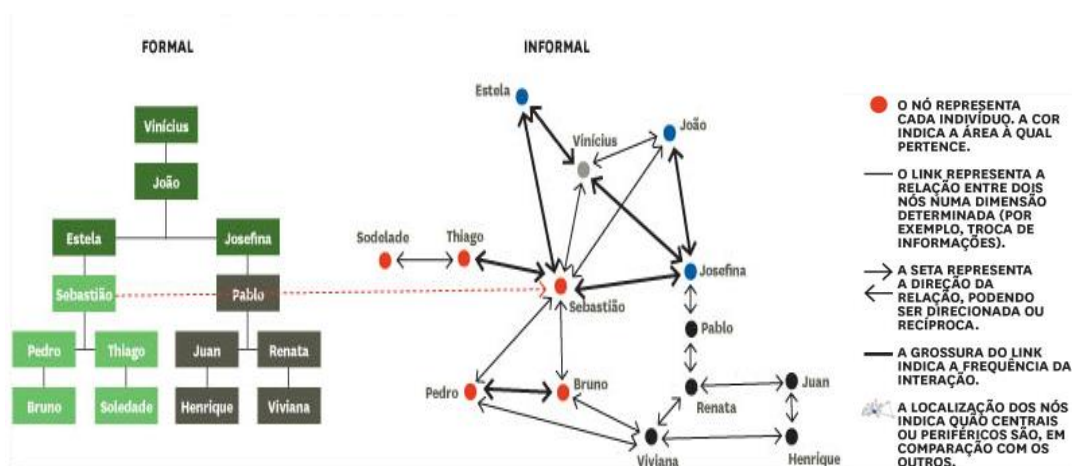 FORMAL
Vinícius
João
Estela
Josefina
Sebastião
Pablo
Pedro
Thiago
Juan
Renata
Bruno
Soledade
Henrique
Viviana
INFORMAL
Estela
João
Vinícius
Sodelade
Thiago
Josefina
Sebastião
Pablo
Pedro
Bruno
Renata
Juan
Viviana
Henrique
O NÓ REPRESENTA
CADA INDIVÍDUO. A COR
INDICA A ÁREA À QUAL
PERTENCE.
O LINK REPRESENTA A
RELAÇÃO ENTRE DOIS
NÓS NUMA DIMENSÃO
DETERMINADA (POR
EXEMPLO, TROCA DE
INFORMAÇÕES).
A SETA REPRESENTA
A DIREÇÃO DA
RELAÇÃO, PODENDO
SER DIRECIONADA OU
RECÍPROCA.
A GROSSURA DO LINK
INDICA A FREQUÊNCIA DA
INTERAÇÃO.
A LOCALIZAÇÃO DOS NÓS
INDICA QUÃO CENTRAIS
OU PERIFÉRICOS SÃO, EM
COMPARAÇÃO COM OS
OUTROS.